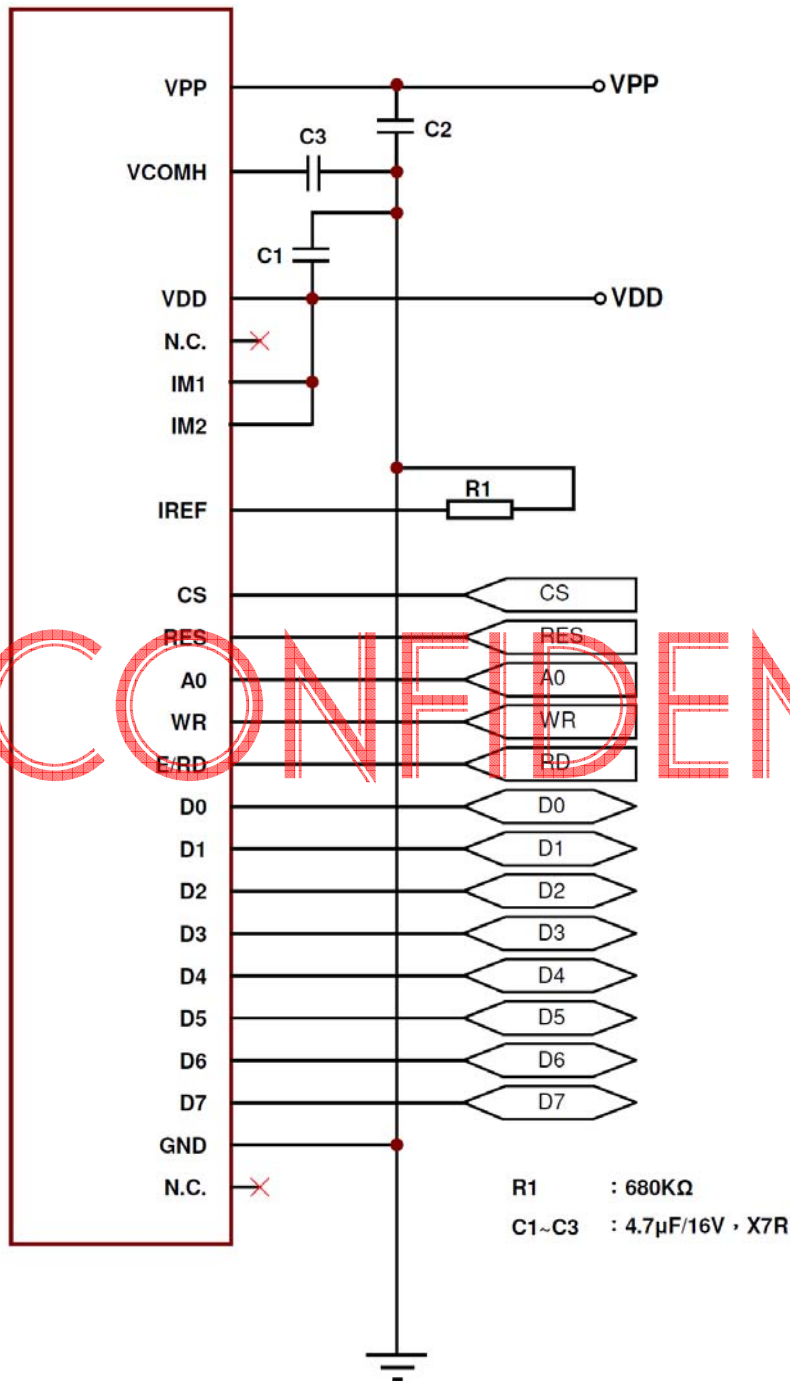 VPP
VPP
C2
C3
VCOMH
C1
VDD
VDD
N.C.
IM1
IM2
R1
IREF
CS
CS
RES
RES
A0
A0
WR
WR
E/RD
RD
CONFIDEN
D0
D0
D1
D1
D2
D2
D3
D3
D4
D4
D5
D5
D6
D6
D7
D7
GND
N.C.
R1 : 680KΩ
C1~C3 : 4.7μF/16V，X7R